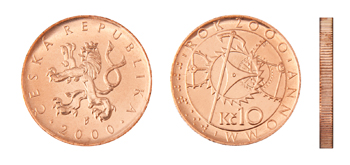 ČESKÁ REPUBLIKA
· 2000 ·
ROK 2000 · ANNO MM
Kč 10